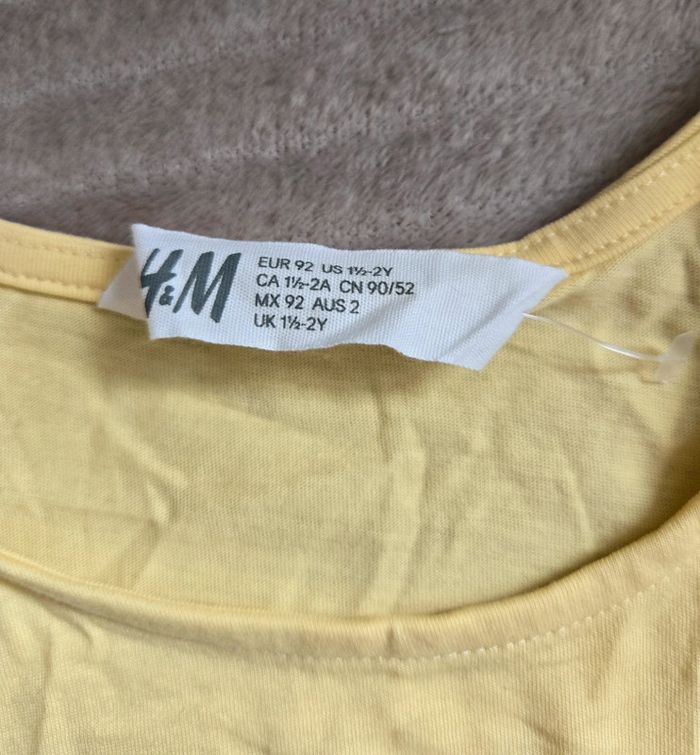 H&M
EUR 92 US 1½-2Y
CA 1½-2A CN 90/52
MX 92 AUS 2
UK 1½-2Y